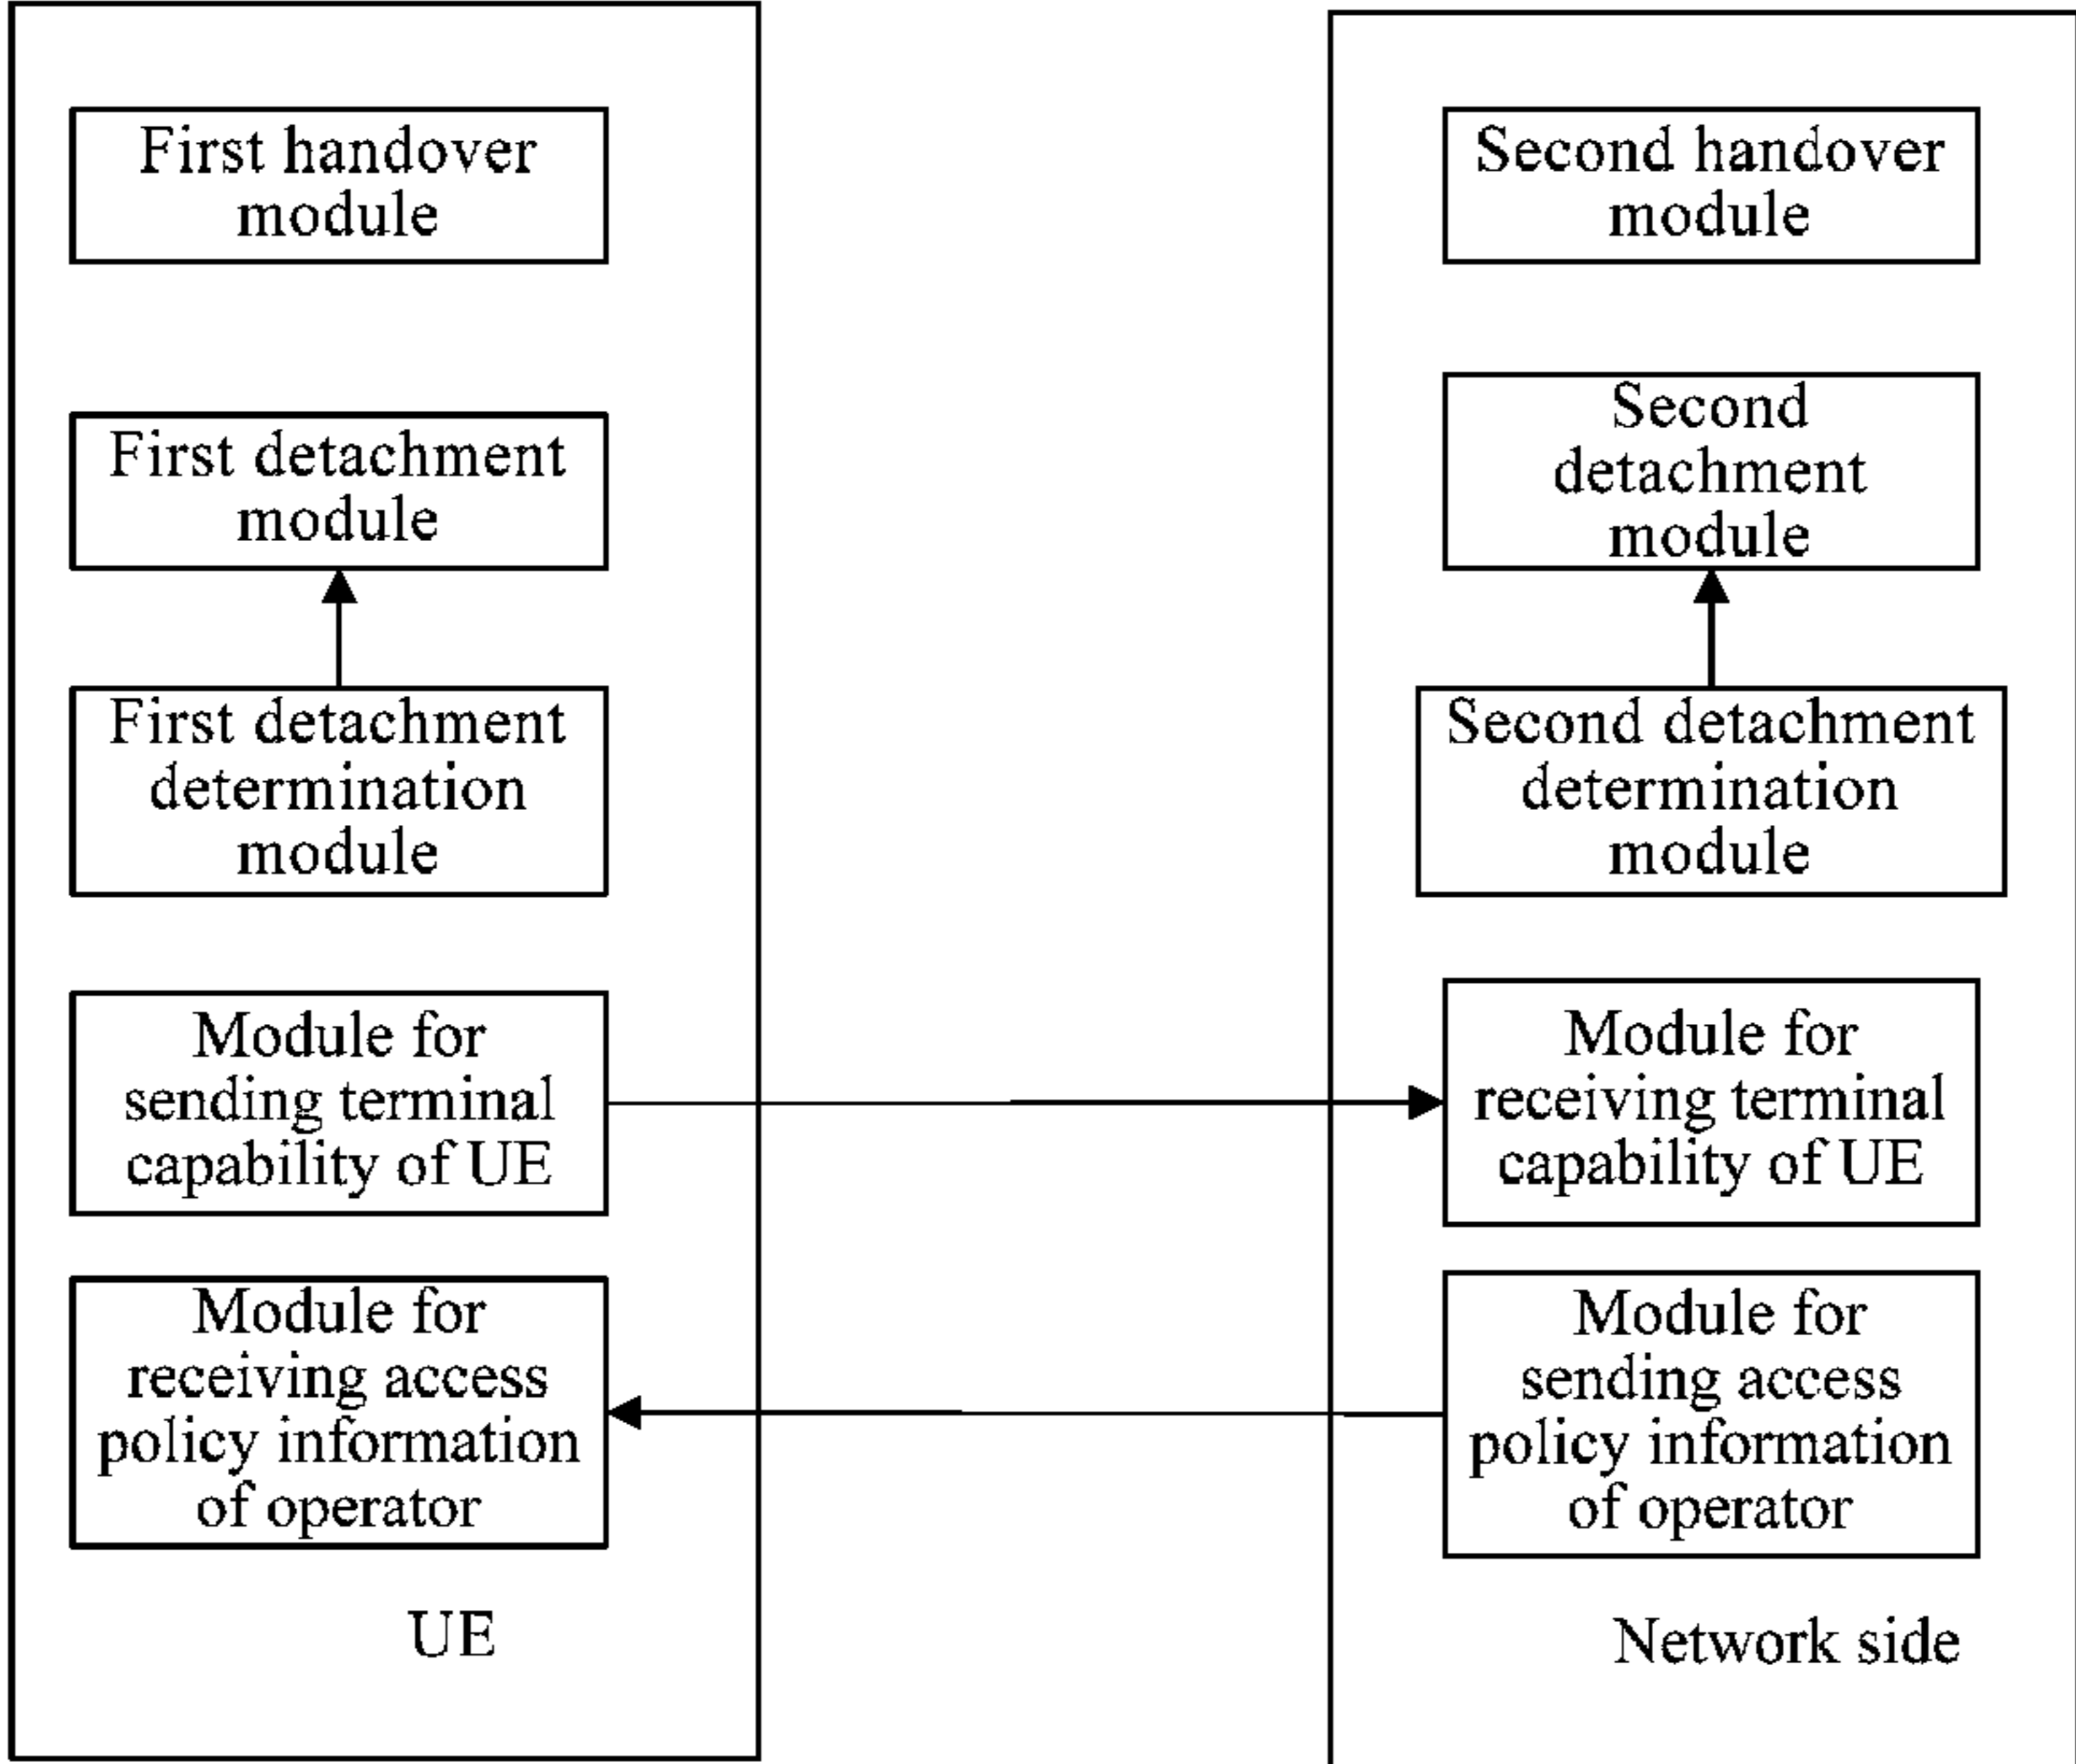 First handover
module
First detachment
module
First detachment
determination
module
Module for
sending terminal
capability of UE
Module for
receiving access
policy information
of operator
UE
Second handover
module
Second
detachment
module
Second detachment
determination
module
Module for
receiving terminal
capability of UE
Module for
sending access
policy information
of operator
Network side